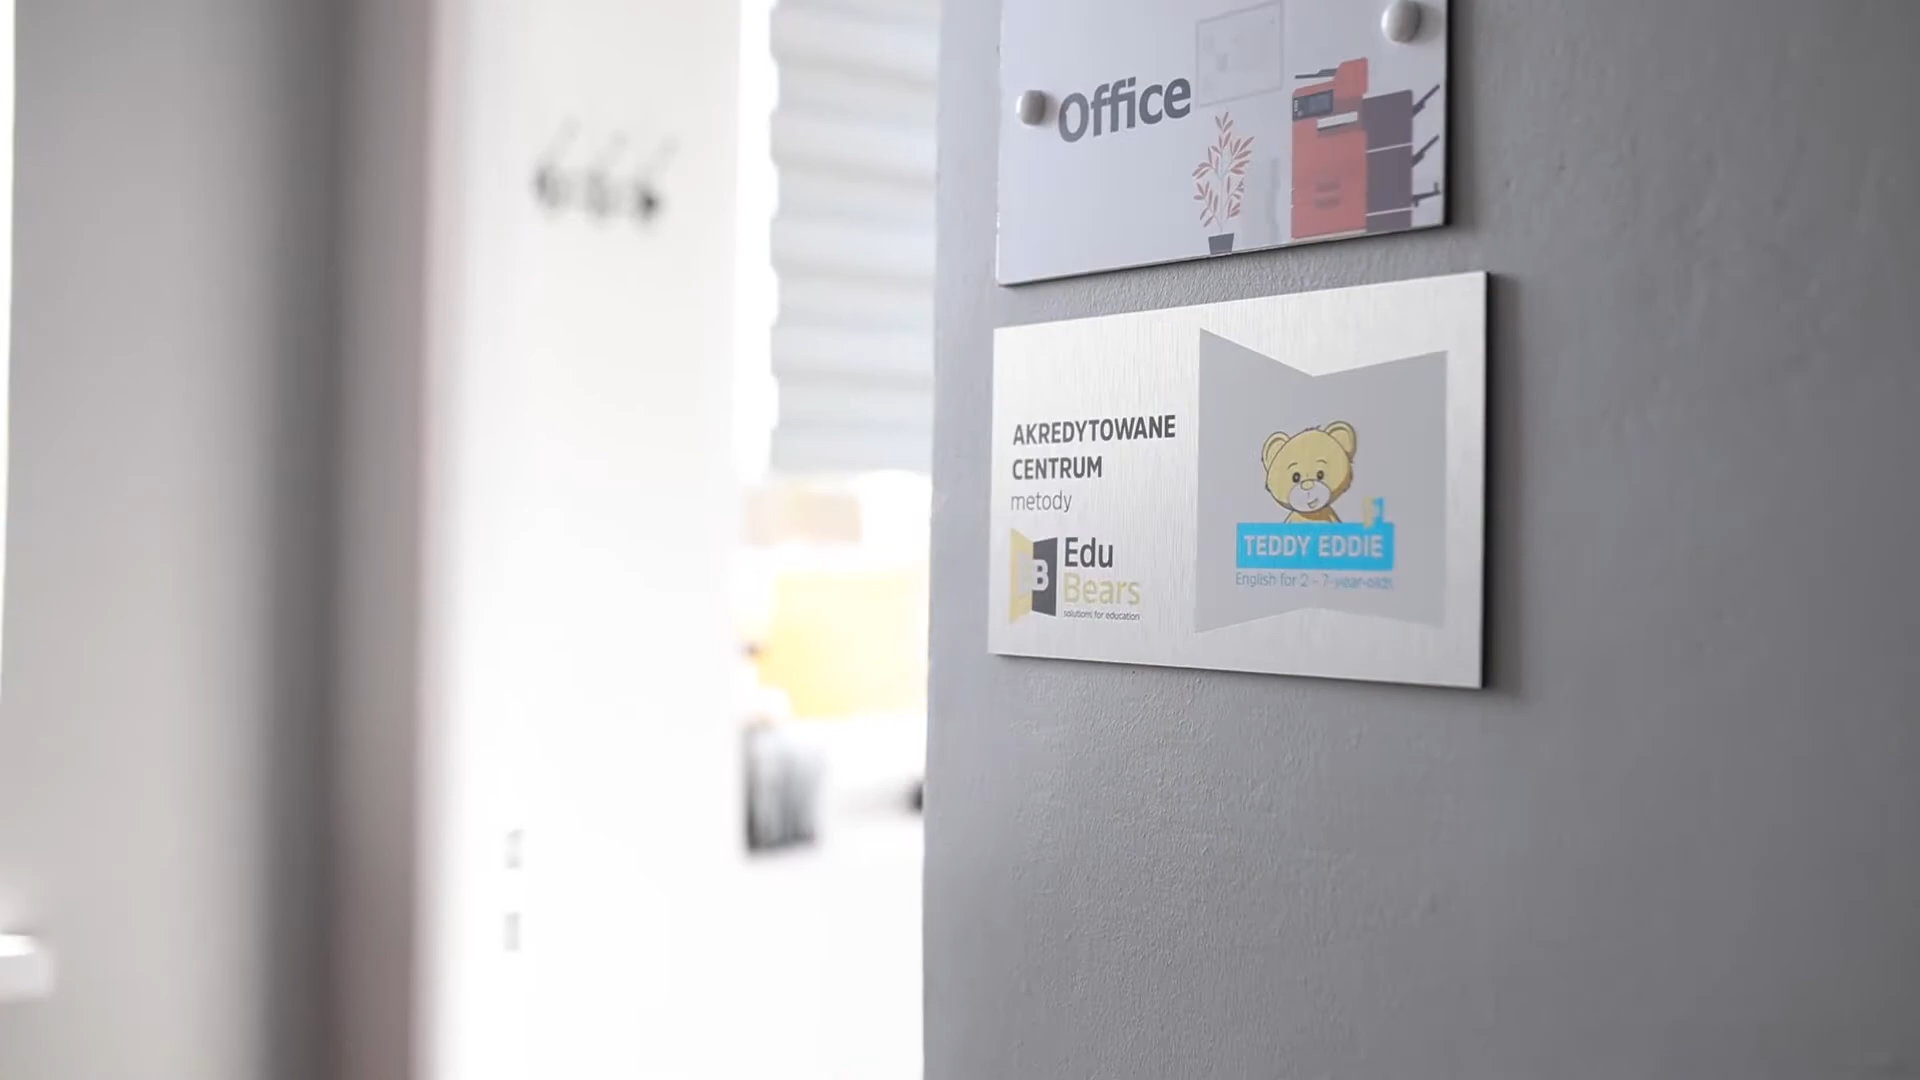 Office
AKREDYTOWANE
CENTRUM
metody
B
Edu
Bears
solutions for education
TEDDY EDDIE
English for 2 - 7-year-olds